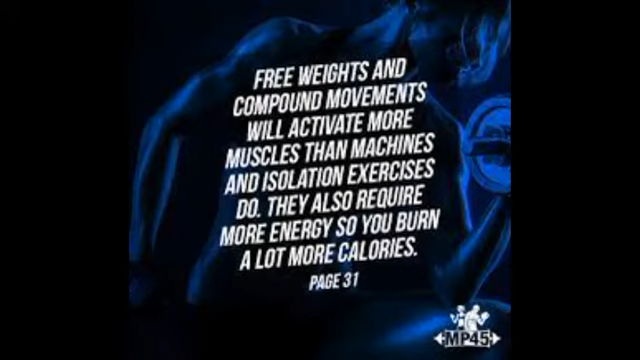 FREE WEIGHTS AND
COMPOUND MOVEMENTS
WILL ACTIVATE MORE
MUSCLES THAN MACHINES
AND ISOLATION EXERCISES
DO. THEY ALSO REQUIRE
MORE ENERGY SO YOU BURN
A LOT MORE CALORIES.
PAGE 31
MP45